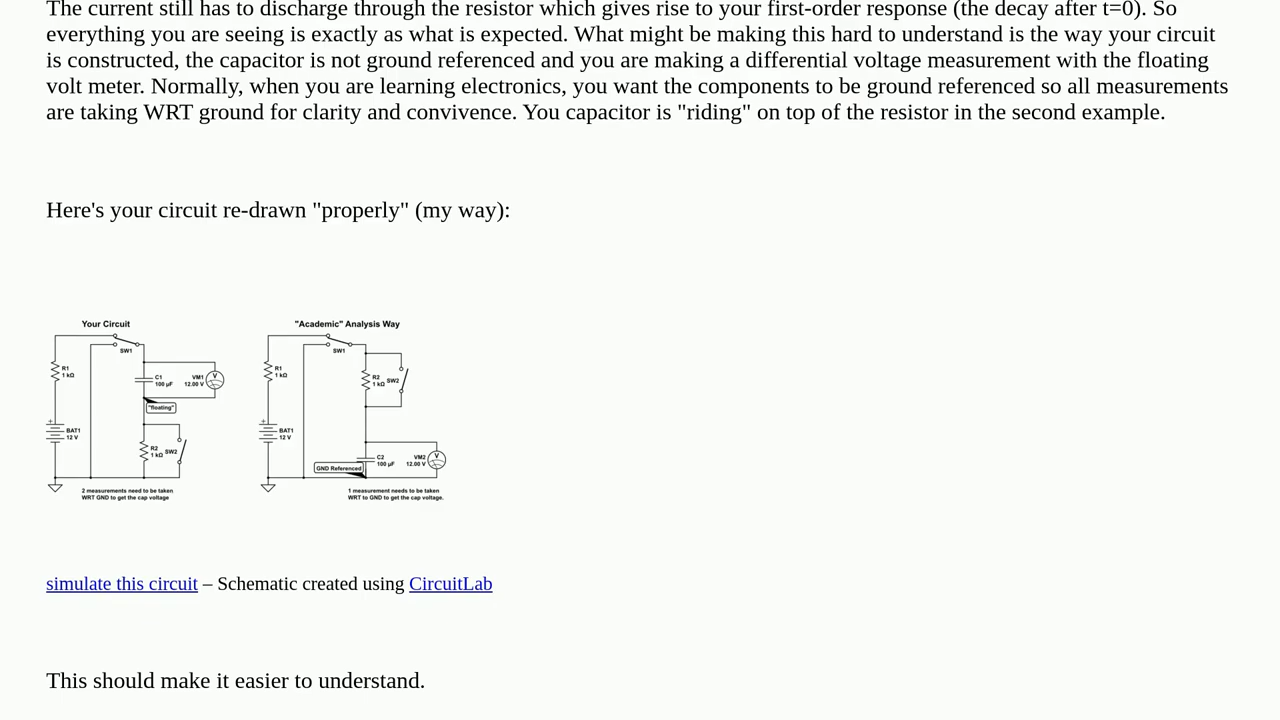 The current still has to discharge through the resistor which gives rise to your first-order response (the decay after t=0). So
everything you are seeing is exactly as what is expected. What might be making this hard to understand is the way your circuit
is constructed, the capacitor is not ground referenced and you are making a differential voltage measurement with the floating
volt meter. Normally, when you are learning electronics, you want the components to be ground referenced so all measurements
are taking WRT ground for clarity and convivence. You capacitor is "riding" on top of the resistor in the second example.
Here's your circuit re-drawn "properly" (my way):
Your Circuit
SW1
R1
1 kΩ
C1
100 µF
VM1
12.00 V
V
"floating"
+
BAT1
12 V
R2
1 kΩ
SW2
2 measurements need to be taken
WRT GND to get the cap voltage
"Academic" Analysis Way
SW1
R1
1 kΩ
R2
1 kΩ
SW2
+
BAT1
12 V
C2
100 µF
VM2
12.00 V
V
GND Referenced
1 measurement needs to be taken
WRT to GND to get the cap voltage.
simulate this circuit – Schematic created using CircuitLab
This should make it easier to understand.